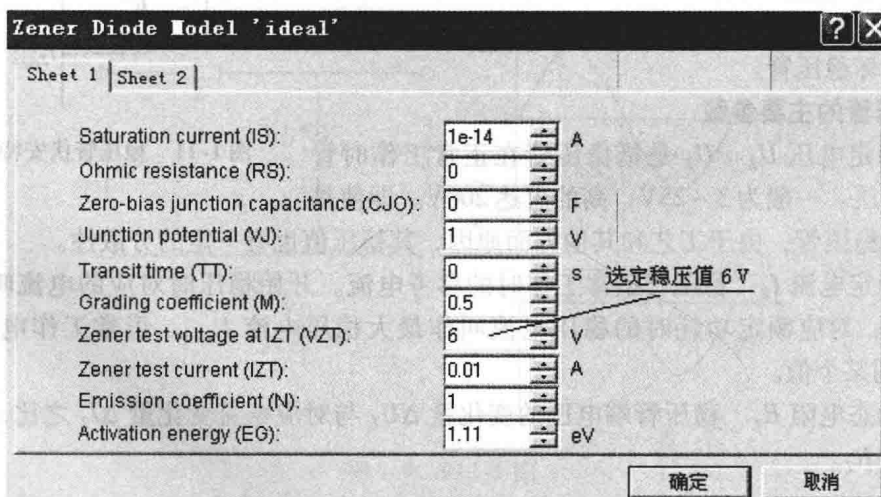 Zener Diode Model 'ideal'
Sheet 1
Sheet 2
Saturation current (IS): 1e-14 A
Ohmic resistance (RS): 0
Zero-bias junction capacitance (CJO): 0 F
Junction potential (VJ): 1
Transit time (TT): 0 s
选定稳压值6V
Grading coefficient (M): 0.5
Zener test voltage at IZT (VZT): 6 V
Zener test current (IZT): 0.01 A
Emission coefficient (N): 1
Activation energy (EG): 1.11 eV
确定
取消